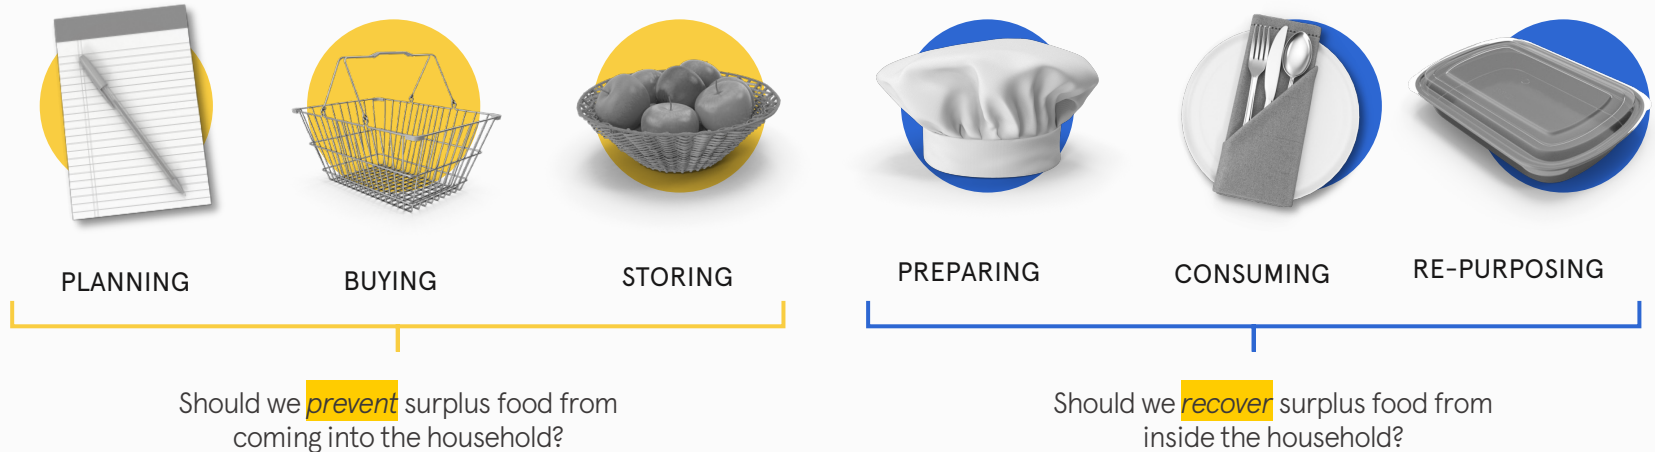 PLANNING
BUYING
STORING
PREPARING
CONSUMING
RE-PURPOSING
Should we prevent surplus food from
coming into the household?
Should we recover surplus food from
inside the household?